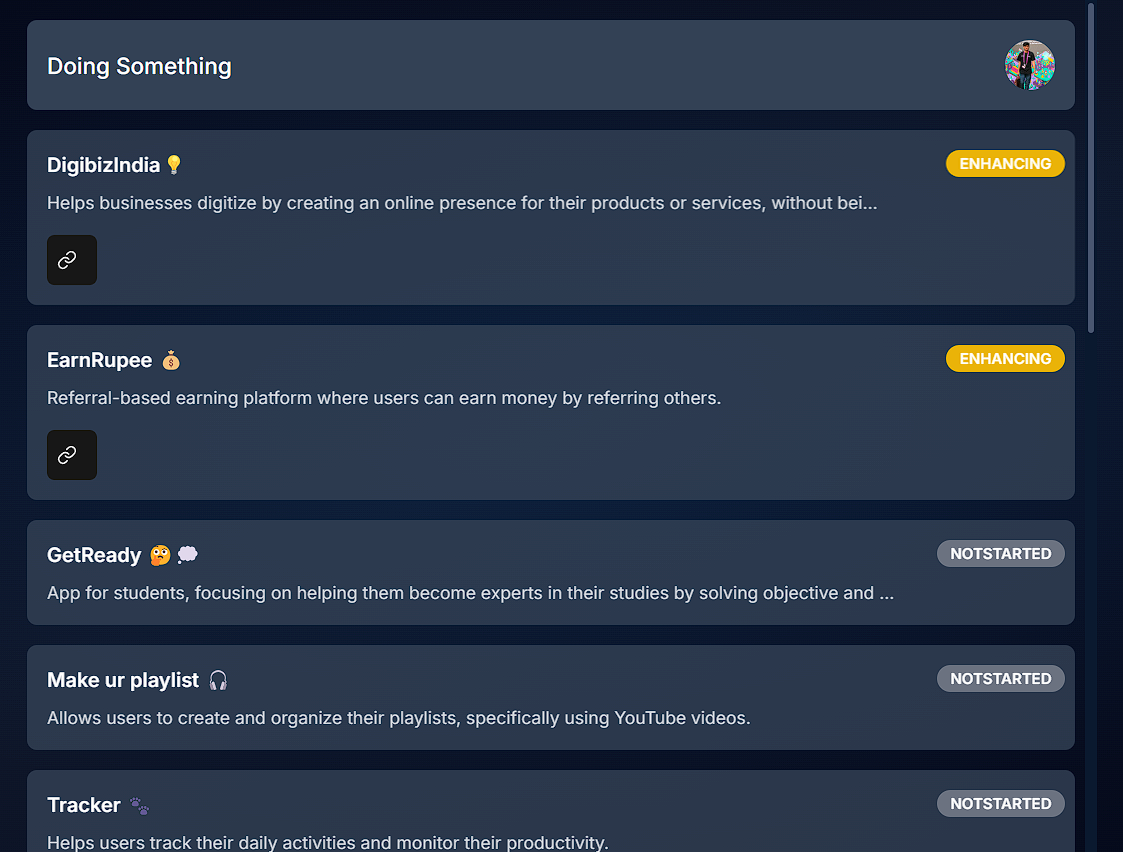 Doing Something
DigibizIndia💡
ENHANCING
Helps businesses digitize by creating an online presence for their products or services, without bei...
EarnRupee 💰
ENHANCING
Referral-based earning platform where users can earn money by referring others.
GetReady 🤔💭
NOTSTARTED
App for students, focusing on helping them become experts in their studies by solving objective and ...
Make ur playlist 🎧
NOTSTARTED
Allows users to create and organize their playlists, specifically using YouTube videos.
Tracker 🐾
NOTSTARTED
Helps users track their daily activities and monitor their productivity.